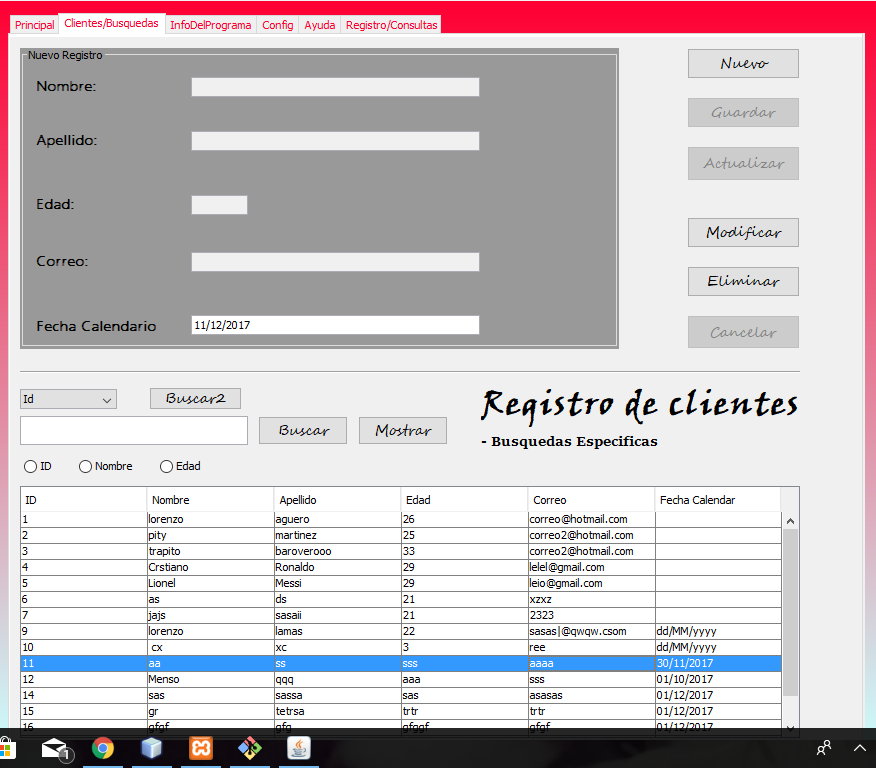 Principal Clientes/Busquedas InfoDelPrograma Config Ayuda Registro/Consultas
Nuevo Registro
Nombre:
Apellido:
Edad:
Correo:
Fecha Calendario 11/12/2017
Nuevo
Guardar
Actualizar
Modificar
Eliminar
Cancelar
Id Buscar2
Buscar Mostrar
Registro de clientes
- Busquedas Especificas
ID Nombre Edad
ID Nombre Apellido Edad Correo Fecha Calendar
1 lorenzo aguero 26 correo@hotmail.com
2 pity martinez 25 correo2@hotmail.com
3 trapito baroverooo 33 correo2@hotmail.com
4 Crstiano Ronaldo 29 lelel@gmail.com
5 Lionel Messi 29 leio@gmail.com
6 as ds 21 xzxz
7 jajs sasaii 21 2323
9 lorenzo lamas 22 sasas|@qwqw.csom dd/MM/yyyy
10 cx xc 3 ree dd/MM/yyyy
11 aa ss sss aaaa 30/11/2017
12 Menso qqq aaa sss 01/10/2017
14 sas sassa sas asasas 01/12/2017
15 gr tetrsa trtr trtr 01/12/2017
16 gfgf gfg gfggf gfgf 01/12/2017
1